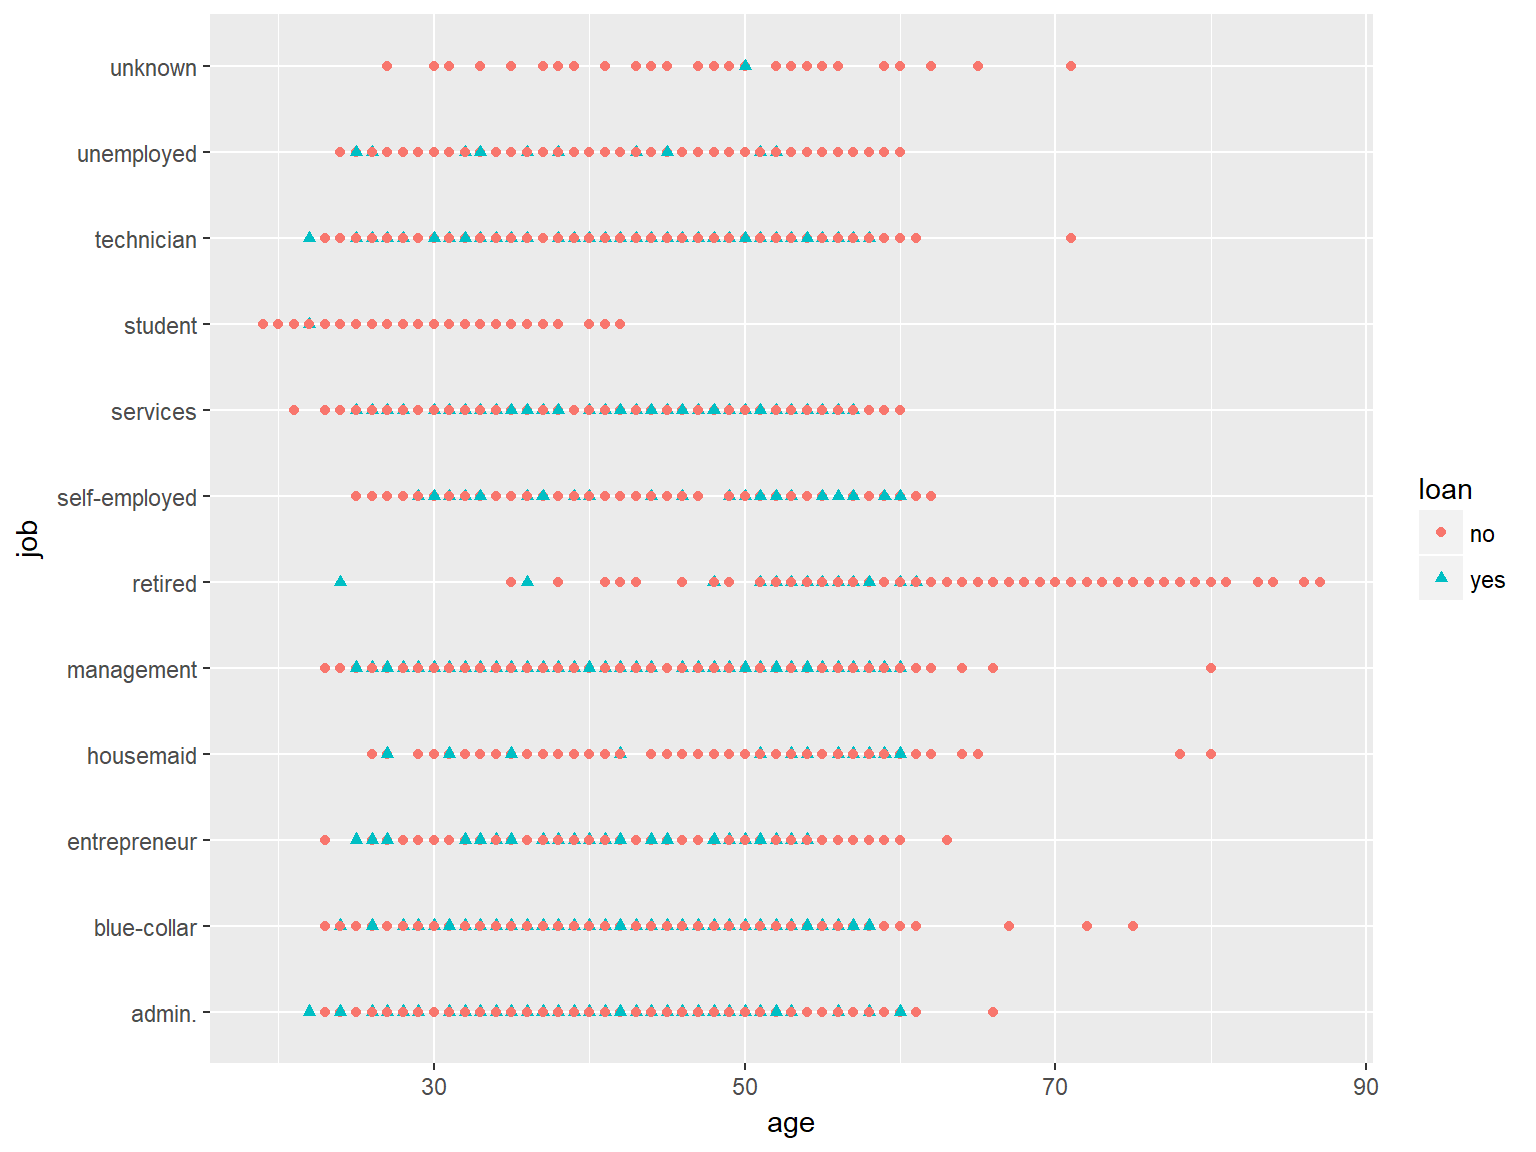 unknown
unemployed
technician
student
services
self-employed
retired
management
housemaid
entrepreneur
blue-collar
admin.
job
30 50 70 90
age
loan
no
yes